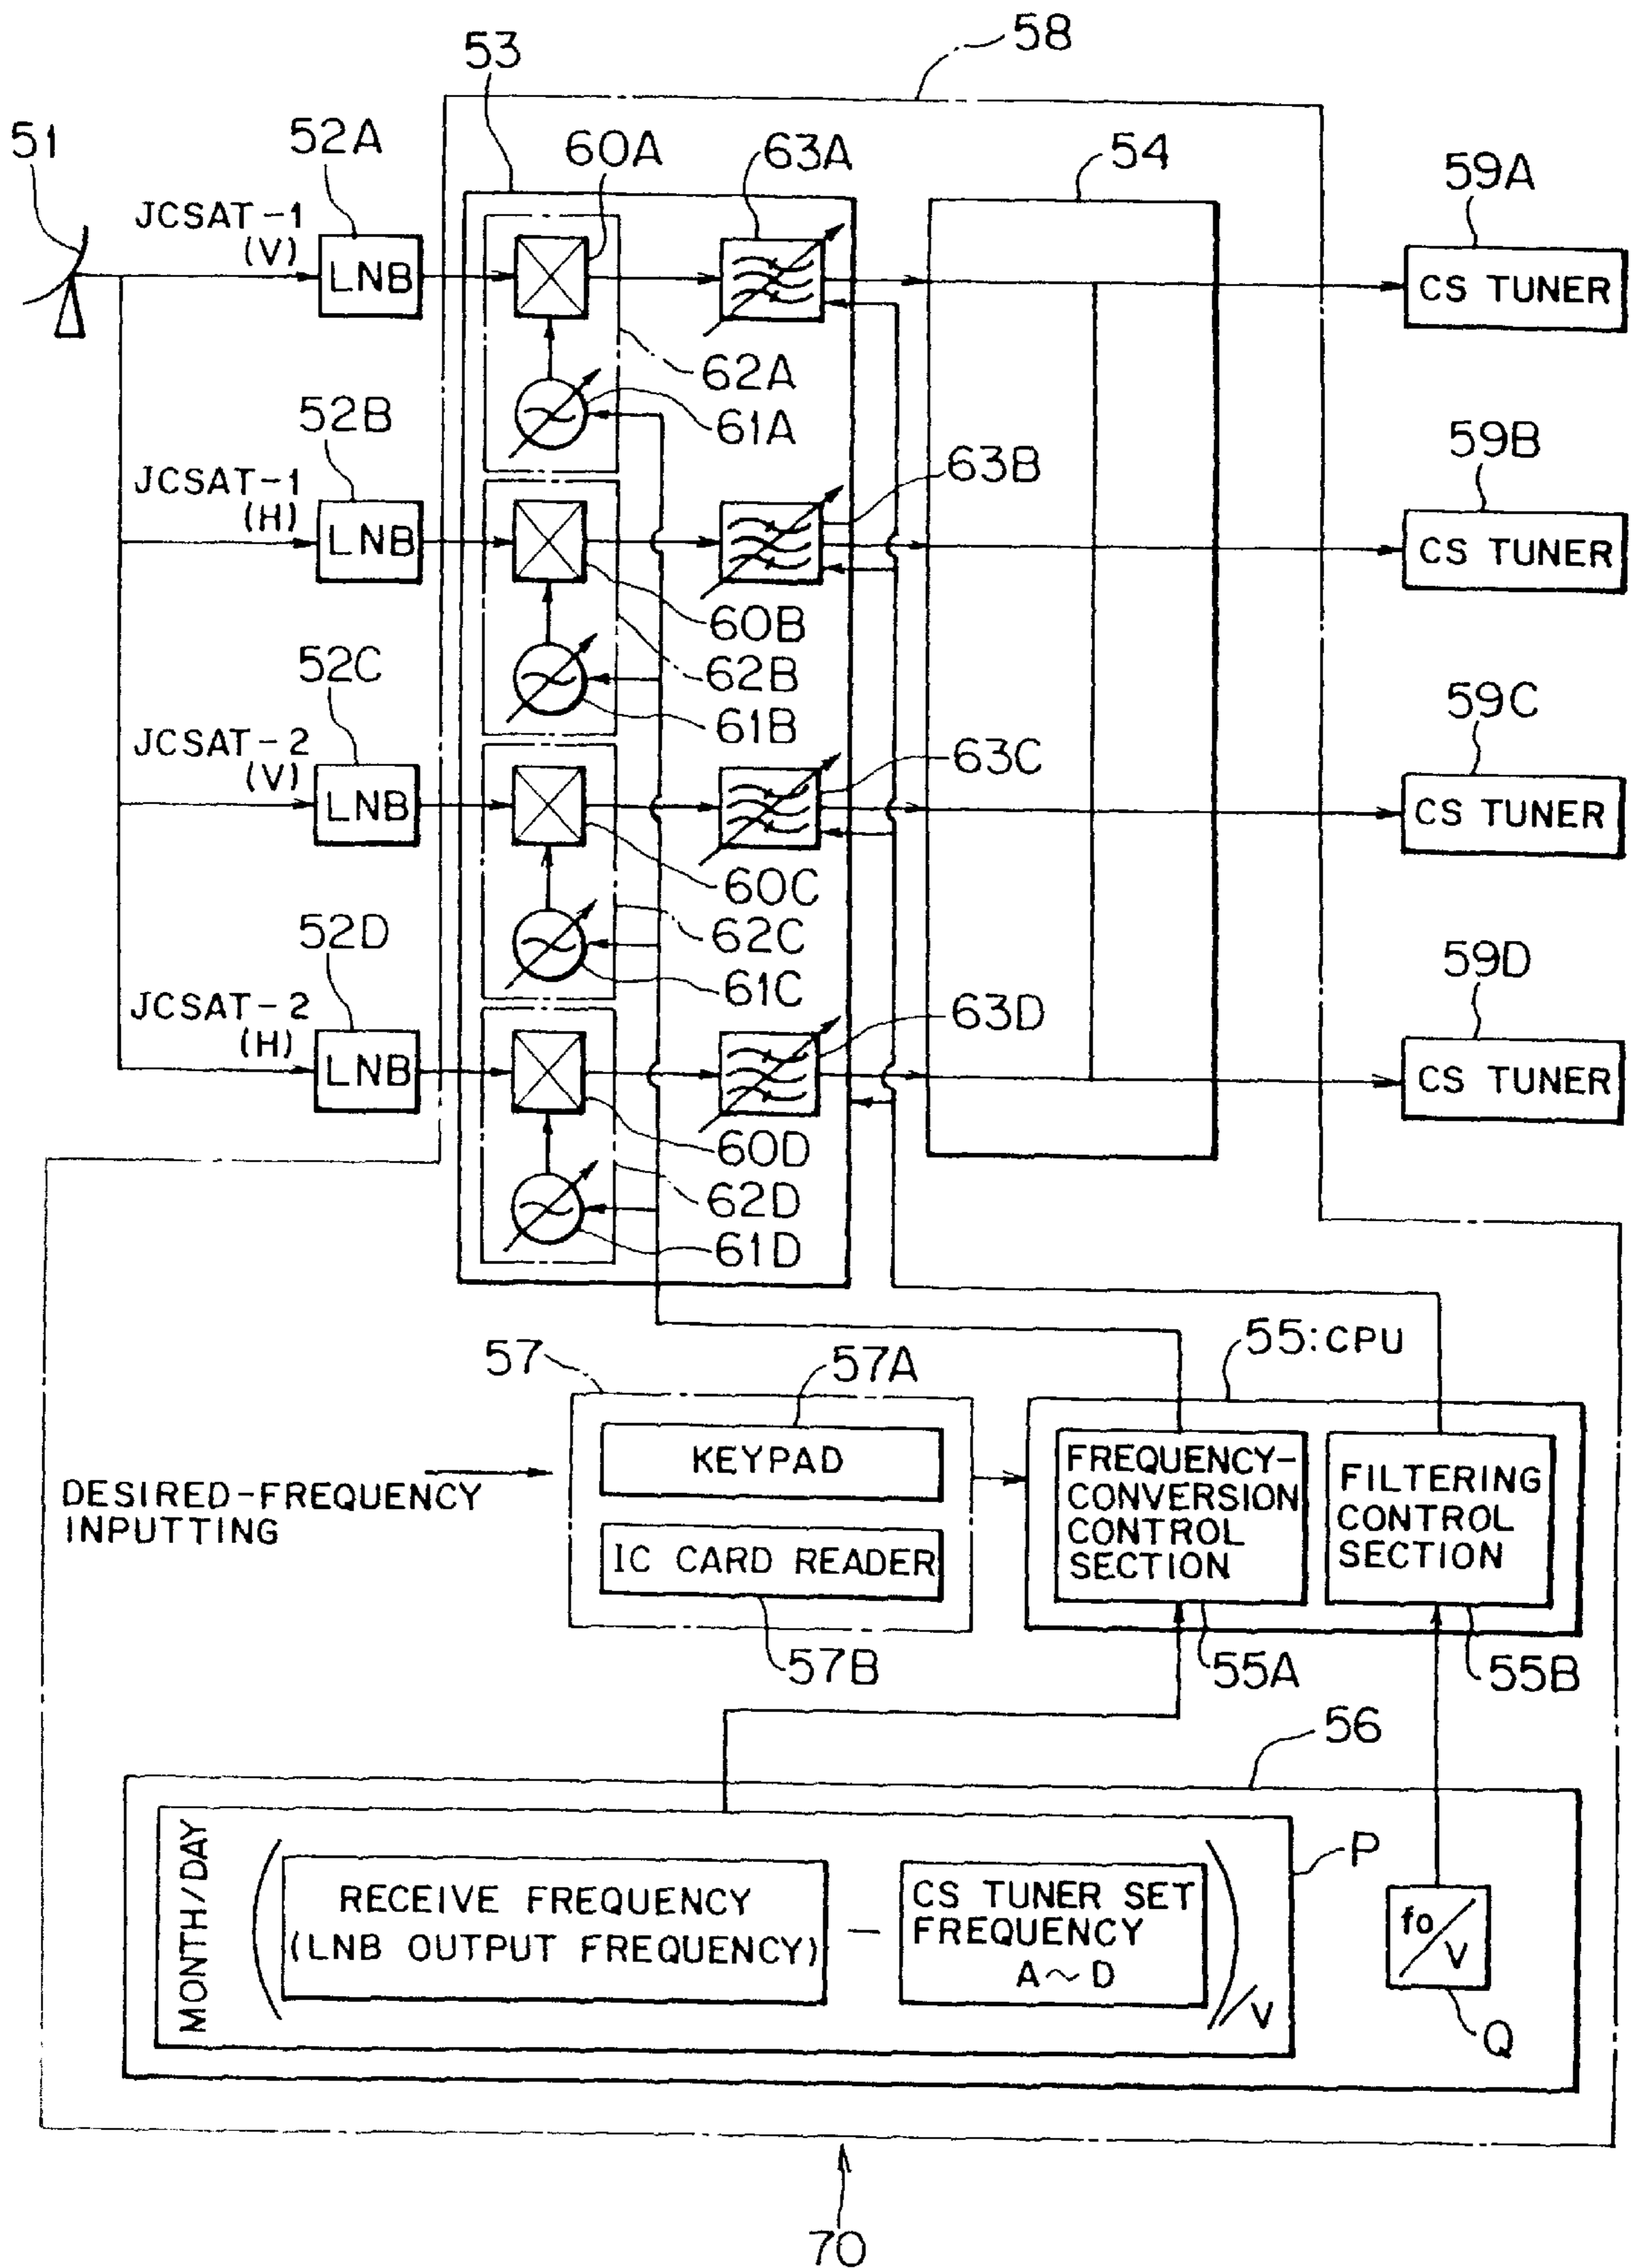 58
53
51
52A
60A
63A
54
59A
JCSAT-1
(V)
LNB
CS TUNER
62A
61A
52B
63B
59B
JCSAT-1
(H)
LNB
CS TUNER
60B
62B
61B
52C
63C
59C
JCSAT-2
(V)
LNB
CS TUNER
60C
62C
61C
52D
63D
59D
JCSAT-2
(H)
LNB
CS TUNER
60D
62D
61D
57
57A
55:CPU
KEYPAD
IC CARD READER
57B
DESIRED-FREQUENCY
INPUTTING
FREQUENCY-
CONVERSION
CONTROL
SECTION
FILTERING
CONTROL
SECTION
55A
55B
56
MONTH/DAY
RECEIVE FREQUENCY
(LNB OUTPUT FREQUENCY)
—
CS TUNER SET
FREQUENCY
A~D
/V
P
fo/V
Q
70